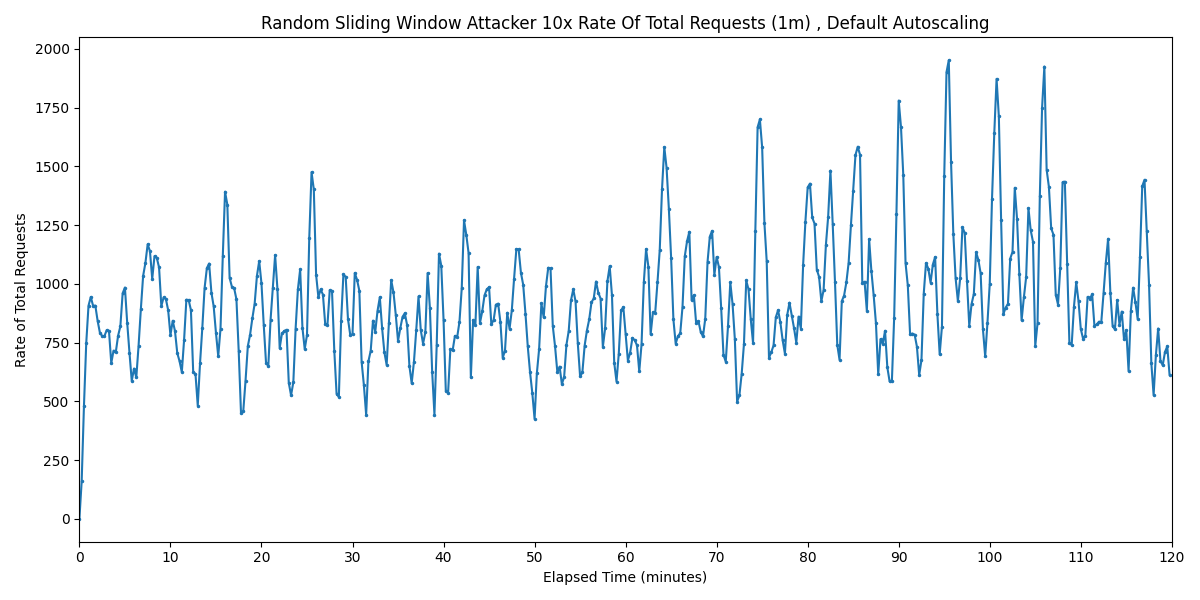 Random Sliding Window Attacker 10x Rate Of Total Requests (1m) , Default Autoscaling
2000
1750
1500
1250
1000
750
500
250
0
Rate of Total Requests
0 10 20 30 40 50 60 70 80 90 100 110 120
Elapsed Time (minutes)